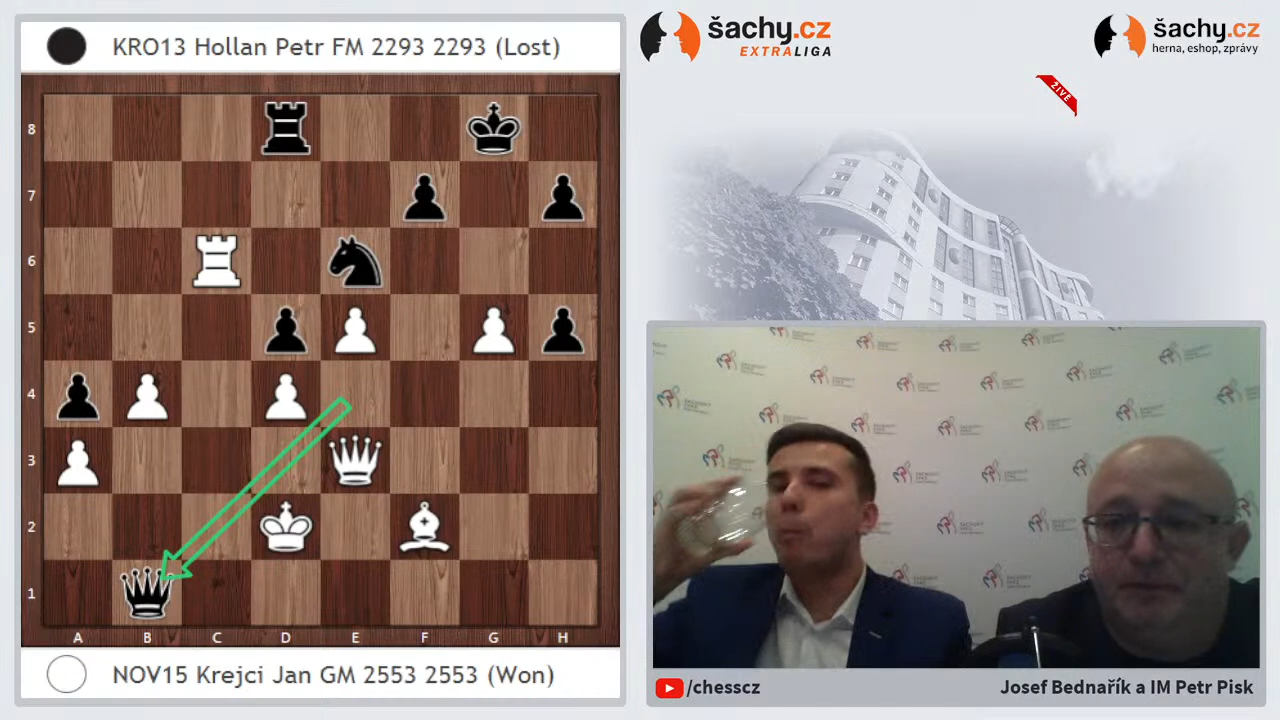 KRO13 Hollan Petr FM 2293 2293 (Lost)
8
7
6
5
4
3
2
1
A B C D E F G H
NOV15 Krejci Jan GM 2553 2553 (Won)
šachy.cz
EXTRALIGA
šachy.cz
herna, eshop, zprávy
ŽIVĚ
/chesscz
Josef Bednařík a IM Petr Pisk